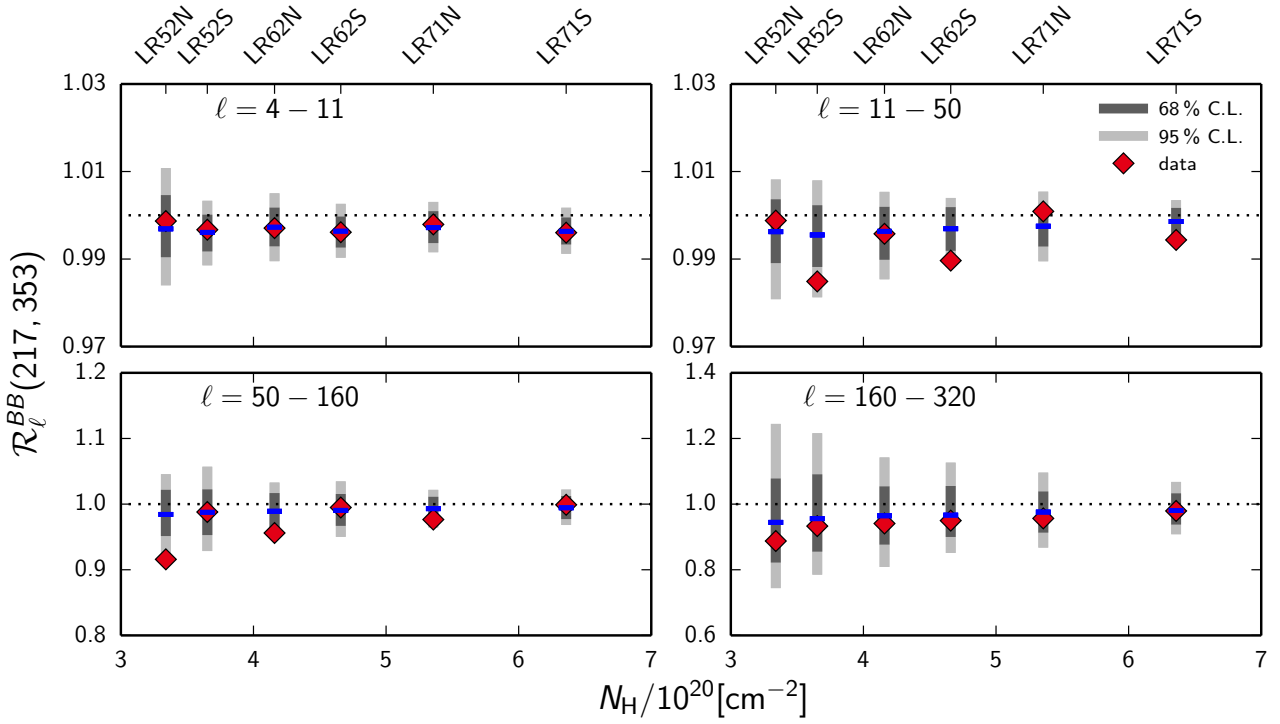 LR52N LR52S LR62N LR62S LR71N LR71S LR52N LR52S LR62N LR62S LR71N LR71S
1.03
ℓ = 4 − 11
ℓ = 11 − 50
68 % C.L.
95 % C.L.
data
1.01
0.99
0.97
0.97
0.99
1.01
1.03
1.2
ℓ = 50 − 160
1.1
1.0
0.9
0.8
1.4
ℓ = 160 − 320
1.2
1.0
0.8
0.6
3 4 5 6 7
3 4 5 6 7
ℛ_ℓ^{BB}(217, 353)
N_H/10^{20}[cm^{−2}]